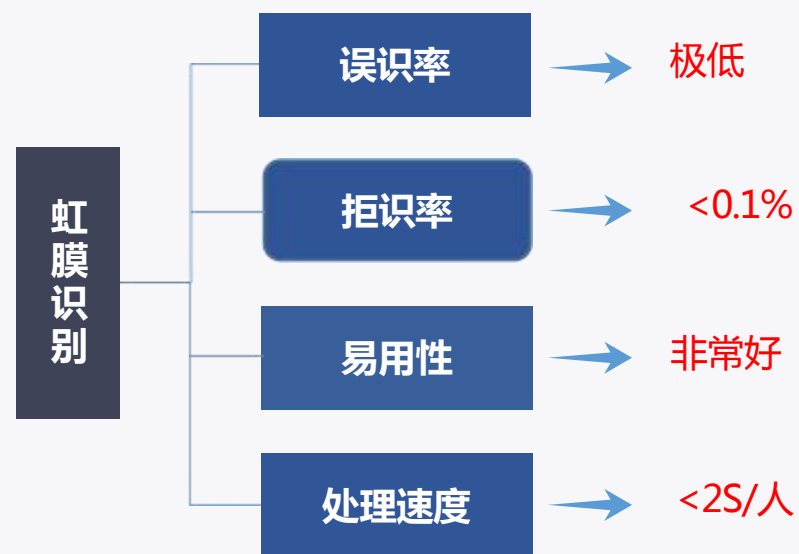 虹膜识别
误识率
极低
拒识率
<0.1%
易用性
非常好
处理速度
<2S/人